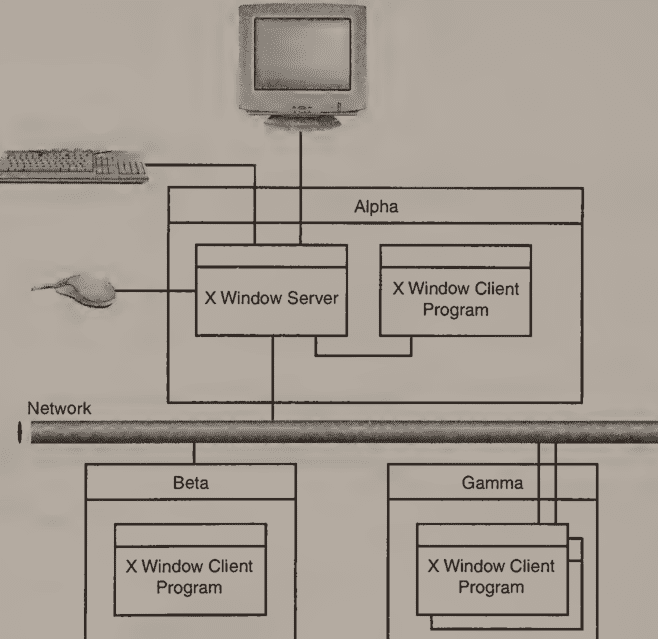 Alpha
X Window Server
X Window Client
Program
Network
Beta
Gamma
X Window Client
Program
X Window Client
Program